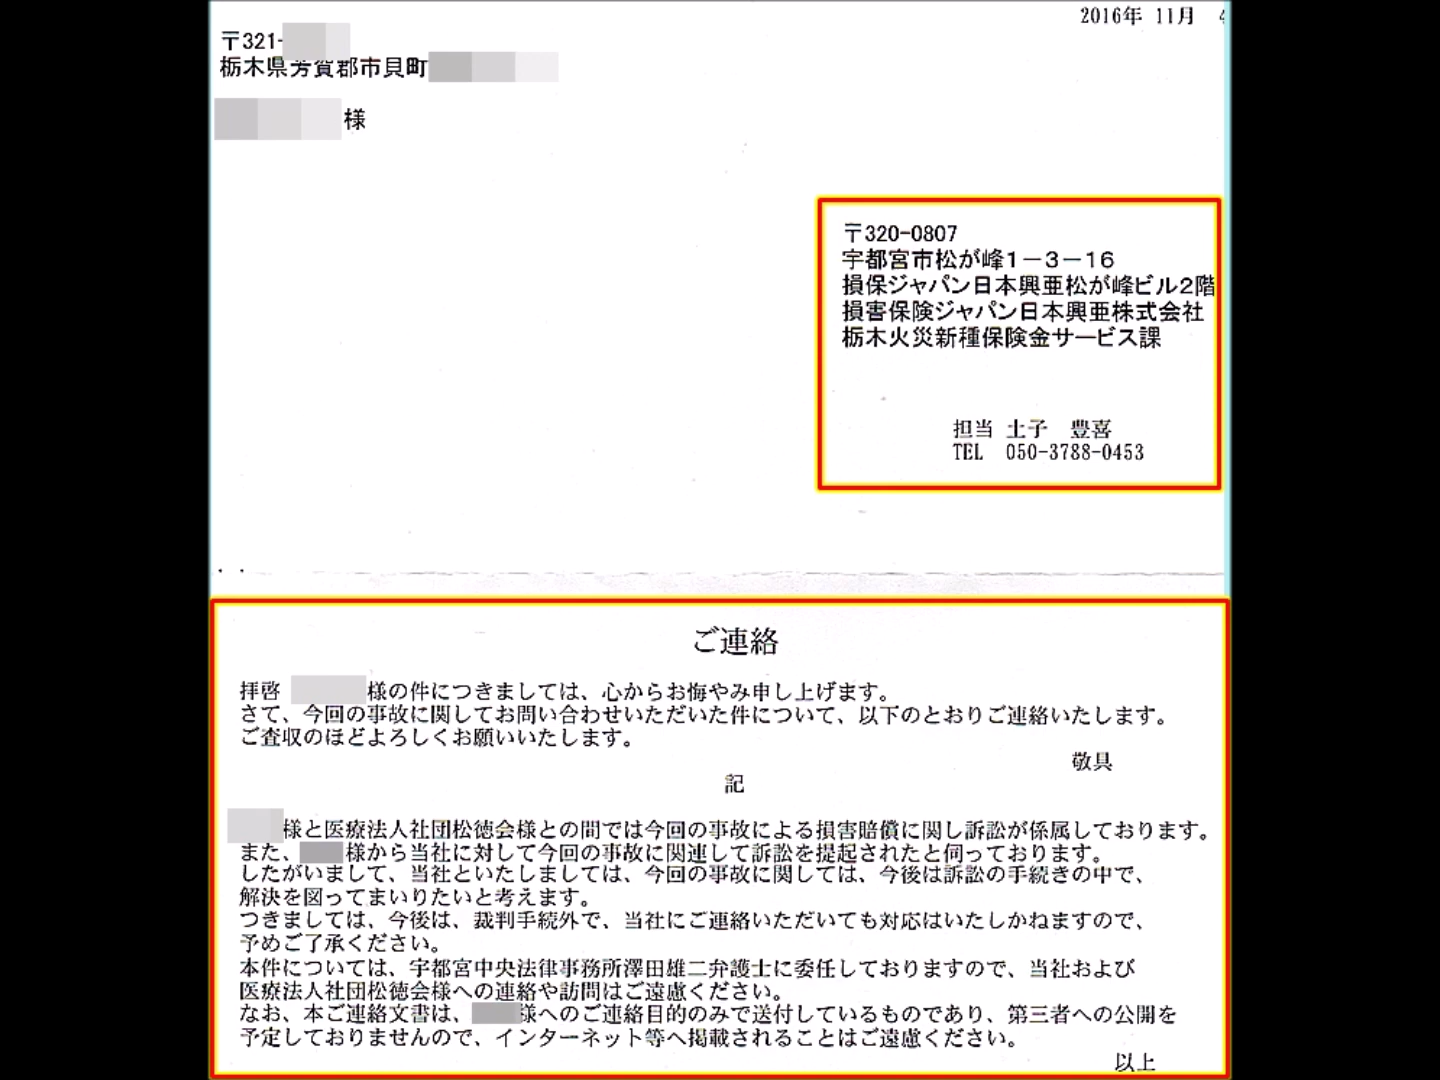 2016年 11月
〒321-
栃木県芳賀郡市貝町
様
〒320-0807
宇都宮市松が峰１－３－１６
損保ジャパン日本興亜松が峰ビル２階
損害保険ジャパン日本興亜株式会社
栃木火災新種保険金サービス課
担当 土子 豊喜
TEL 050-3788-0453
ご連絡
拝啓 様の件につきましては、心からお悔やみ申し上げます。
さて、今回の事故に関してお問い合わせいただいた件について、以下のとおりご連絡いたします。
ご査収のほどよろしくお願いいたします。
敬具
記
様と医療法人社団松徳会様との間では今回の事故による損害賠償に関し訴訟が係属しております。
また、 様から当社に対して今回の事故に関連して訴訟を提起されたと伺っております。
したがいまして、当社といたしましては、今回の事故に関しては、今後は訴訟の手続きの中で、
解決を図ってまいりたいと考えます。
つきましては、今後は、裁判手続外で、当社にご連絡いただいても対応はいたしかねますので、
予めご了承ください。
本件については、宇都宮中央法律事務所澤田雄二弁護士に委任しておりますので、当社および
医療法人社団松徳会様への連絡や訪問はご遠慮ください。
なお、本ご連絡文書は、 様へのご連絡目的のみで送付しているものであり、第三者への公開を
予定しておりませんので、インターネット等へ掲載されることはご遠慮ください。
以上